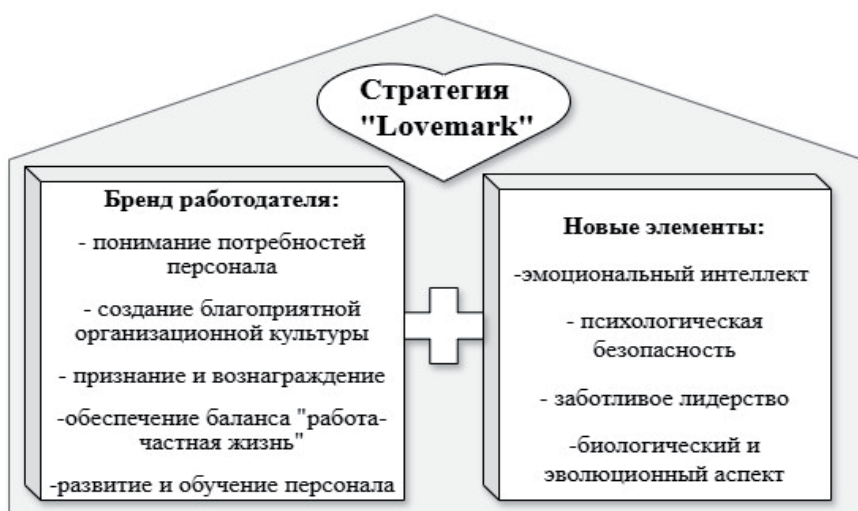 Стратегия
"Lovemark"
Бренд работодателя:
- понимание потребностей
персонала
- создание благоприятной
организационной культуры
- признание и вознаграждение
-обеспечение баланса "работа-
частная жизнь"
-развитие и обучение персонала
Новые элементы:
-эмоциональный интеллект
- психологическая
безопасность
- заботливое лидерство
-биологический и
эволюционный аспект